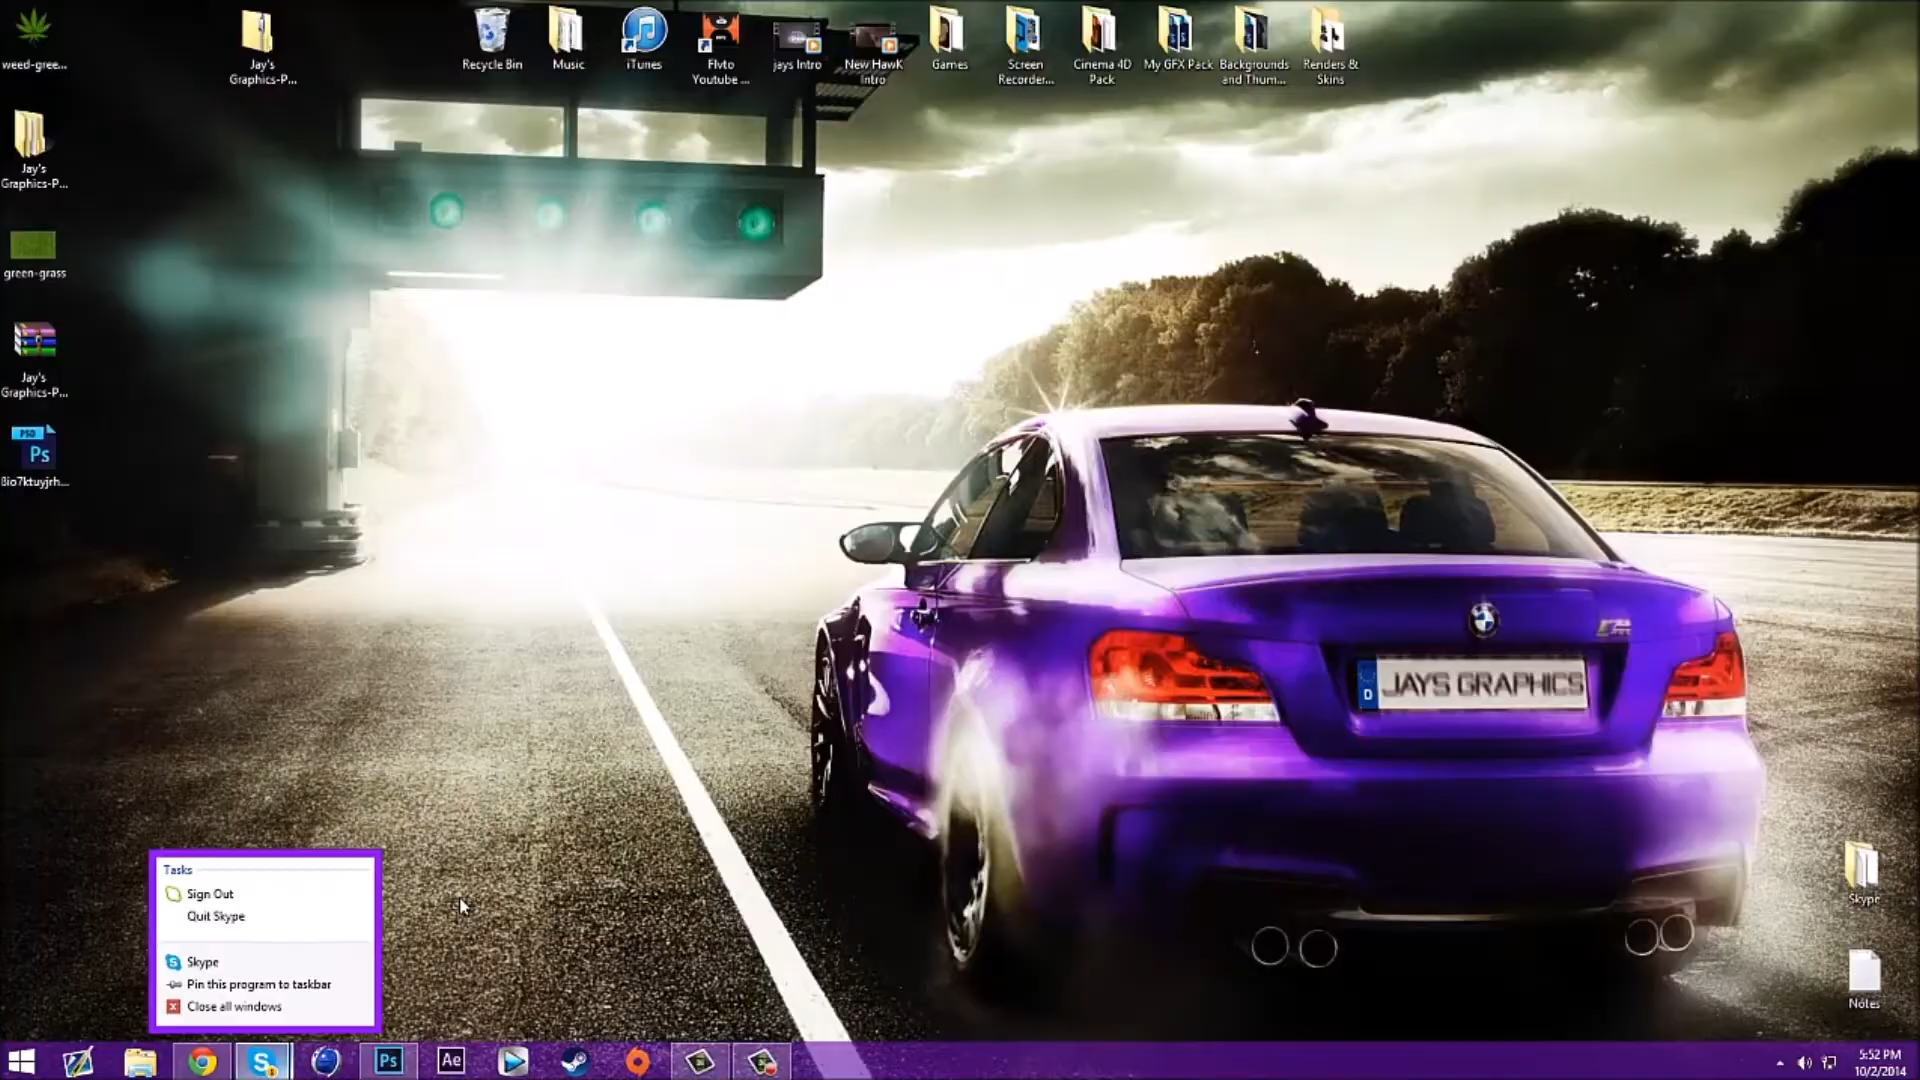 weed-gree...
Jay's
Graphics-P...
Recycle Bin
Music
iTunes
Flvto
Youtube ...
jays Intro
New HawK
Intro
Games
Screen
Recorder...
Cinema 4D
Pack
My GFX Pack
Backgrounds
and Thum...
Renders &
Skins
Jay's
Graphics-P...
green-grass
Jay's
Graphics-P...
PSD
Ps
8io7ktuyjrh...
D
JAYS GRAPHICS
Tasks
Sign Out
Quit Skype
Skype
Pin this program to taskbar
Close all windows
Skype
Notes
Ps
Ae
5:52 PM
10/2/2014